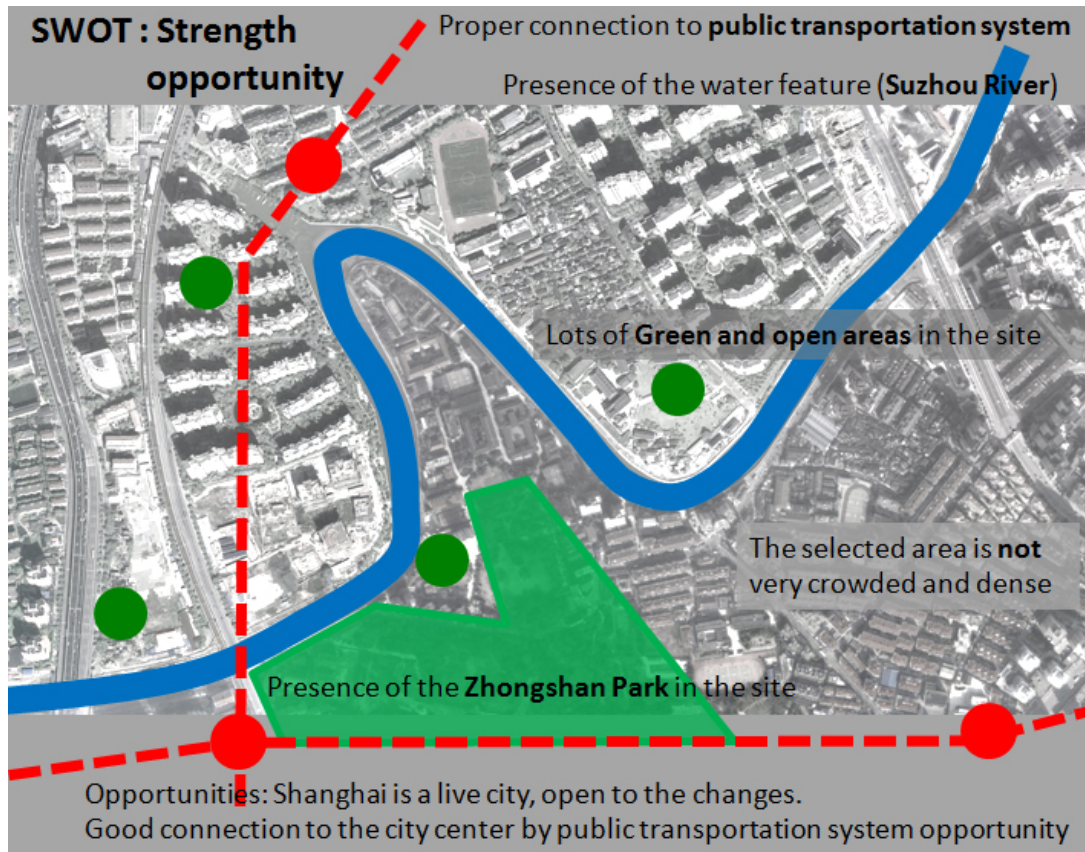 SWOT : Strength
opportunity
Proper connection to public transportation system
Presence of the water feature (Suzhou River)
Lots of Green and open areas in the site
The selected area is not
very crowded and dense
Presence of the Zhongshan Park in the site
Opportunities: Shanghai is a live city, open to the changes.
Good connection to the city center by public transportation system opportunity